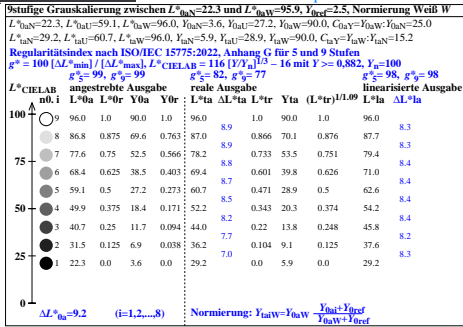 9stufige Grauskalierung zwischen L*0aN=22.3 und L*0aW=95.9, Y0ref=2.5, Normierung Weiß W
L*0aN=22.3, L*0aU=59.1, L*0aW=96.0, Y0aN=3.6, Y0aU=27.2, Y0aW=90.0, C0aY=Y0aW:Y0aN=25.0
L*taN=29.2, L*taU=60.7, L*taW=96.0, YtaN=5.9, YtaU=28.9, YtaW=90.0, CtaY=YtaW:YtaN=15.2
Regularitätsindex nach ISO/IEC 15775:2022, Anhang G für 5 und 9 Stufen
g* = 100 [ΔL*min] / [ΔL*max], L*CIELAB = 116 [Y/Yn]1/3 - 16 mit Y >= 0,882, Yn=100
g*5= 99, g*9= 99 g*5= 82, g*9= 77 g*5= 98, g*9= 98
L*CIELAB angestrebte Ausgabe reale Ausgabe linearisierte Ausgabe
n0. i L*0a L*0r Y0a Y0r L*ta ΔL*ta L*tr Yta (L*tr)1/1.09 L*la ΔL*la
100 9 96.0 1.0 90.0 1.0 96.0 1.0 90.0 1.0 96.0
8.9 8.3
8 86.8 0.875 69.6 0.763 87.0 0.866 70.1 0.876 87.7
8.9 8.3
75 7 77.6 0.75 52.5 0.566 78.2 0.733 53.5 0.751 79.4
8.8 8.3
6 68.4 0.625 38.5 0.403 69.4 0.601 39.8 0.626 71.0
8.7 8.4
5 59.1 0.5 27.2 0.273 60.7 0.471 28.9 0.5 62.6
8.5 8.4
50 4 49.9 0.375 18.4 0.171 52.2 0.343 20.3 0.374 54.2
8.2 8.4
3 40.7 0.25 11.7 0.094 44.0 0.22 13.8 0.248 45.8
7.7 8.2
2 31.5 0.125 6.9 0.038 36.2 0.104 9.1 0.125 37.6
7.0 8.3
25 1 22.3 0.0 3.6 0.0 29.2 0.0 5.9 0.0 29.2
0 ΔL*0a=9.2 (i=1,2,...,8) Normierung: YtaiW=Y0aW Y0ai+Y0ref
Y0aW+Y0ref